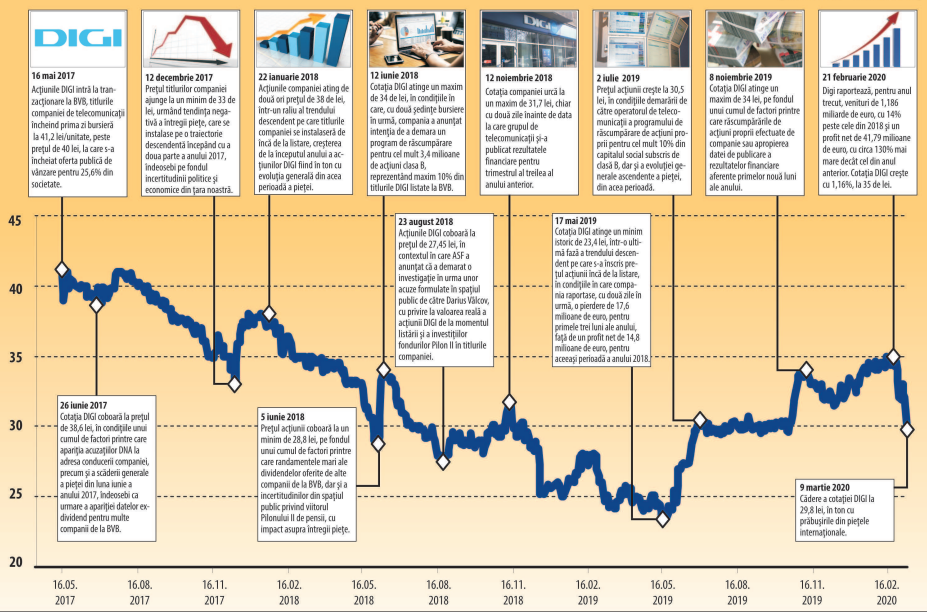 DIGI
16 mai 2017
Acțiunile DIGI intră la tran-
zacționare la BVB, titlurile
companiei de telecomunicații
încheind prima zi bursieră
la 41,2 lei/unitate, peste
prețul de 40 lei, la care s-a
încheiat oferta publică de
vânzare pentru 25,6% din
societate.
12 decembrie 2017
Prețul titlurilor companiei
ajunge la un minim de 33 de
lei, urmând tendința nega-
tivă a întregii piețe, care se
instalase pe o traiectorie
descendentă începând cu a
doua parte a anului 2017,
îndeosebi pe fondul
incertitudinii politice și
economice din țara noastră.
22 ianuarie 2018
Acțiunile companiei ating de
două ori prețul de 38 de lei,
într-un raliu al trendului
descendent pe care titlurile
companiei se instalaseră de
încă de la listare, creșterea
de la începutul anului a ac-
țiunilor DIGI fiind în ton cu
evoluția generală din acea
perioadă a pieței.
12 iunie 2018
Cotația DIGI atinge un maxim
de 34 de lei, în condițiile în
care, cu două ședințe bursiere
în urmă, compania a anunțat
intenția de a demara un
program de răscumpărare
pentru cel mult 3,4 milioane
de acțiuni clasa B,
reprezentând maxim 10% din
titlurile DIGI listate la BVB.
12 noiembrie 2018
Cotația companiei urcă la
un maxim de 31,7 lei, chiar
cu două zile înainte de data
la care grupul de
telecomunicații și-a
publicat rezultatele
financiare pentru
trimestrul al treilea al
anului anterior.
2 iulie 2019
Prețul acțiunii crește la 30,5
lei, în condițiile demarării de
către operatorul de teleco-
municații a programului de
răscumpărare de acțiuni pro-
prii pentru cel mult 10% din
capitalul social subscris de
clasă B, dar și a evoluției ge-
nerale ascendente a pieței,
din acea perioadă.
8 noiembrie 2019
Cotația DIGI atinge un
maxim de 34 lei, pe fondul
unui cumul de factori printre
care răscumpărările de
acțiuni proprii efectuate de
companie sau apropierea
datei de publicare a
rezultatelor financiare
aferente primelor nouă luni
ale anului.
21 februarie 2020
Digi raportează, pentru anul
trecut, venituri de 1,186
miliarde de euro, cu 14%
peste cele din 2018 și un
profit net de 41,79 milioane
de euro, cu circa 130% mai
mare decât cel din anul
anterior. Cotația DIGI crește
cu 1,16%, la 35 de lei.
23 august 2018
Acțiunile DIGI coboară la
prețul de 27,45 lei, în
contextul în care ASF a
anunțat că a demarat o
investigație în urma unor
acuze formulate în spațiul
public de către Darius Vâlcov,
cu privire la valoarea reală a
acțiunii DIGI de la momentul
listării și a investițiilor
fondurilor Pilon II în titlurile
companiei.
17 mai 2019
Cotația DIGI atinge un minim
istoric de 23,4 lei, într-o ulti-
mă fază a trendului descen-
dent pe care s-a înscris pre-
țul acțiunii încă de la listare,
în condițiile în care compa-
nia raportase, cu două zile în
urmă, o pierdere de 17,6
milioane de euro, pentru
primele trei luni ale anului,
față de un profit net de 14,8
milioane de euro, pentru
aceeași perioadă a anului 2018.
26 iunie 2017
Cotația DIGI coboară la prețul
de 38,6 lei, în condițiile unui
cumul de factori printre care
apariția acuzațiilor DNA la
adresa conducerii companiei,
precum și a scăderii generale
a pieței din luna iunie a
anului 2017, îndeosebi ca
urmare a apariției datelor ex-
dividend pentru multe
companii de la BVB.
5 iunie 2018
Prețul acțiunii coboară la un
minim de 28,8 lei, pe fondul
unui cumul de factori printre
care randamentele mari ale
dividendelor oferite de alte
companii de la BVB, dar și a
incertitudinilor din spațiul
public privind viitorul
Pilonului II de pensii, cu
impact asupra întregii piețe.
9 martie 2020
Cădere a cotației DIGI la
29,8 lei, în ton cu
prăbușirile din piețele
internaționale.
45
40
35
30
25
20
16.05.
2017
16.08.
2017
16.11.
2017
16.02.
2018
16.05.
2018
16.08.
2018
16.11.
2018
16.02.
2019
16.05.
2019
16.08.
2019
16.11.
2019
16.02.
2020